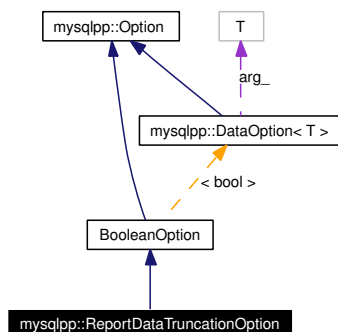 mysqlpp::Option
T
arg_
mysqlpp::DataOption< T >
< bool >
BooleanOption
mysqlpp::ReportDataTruncationOption